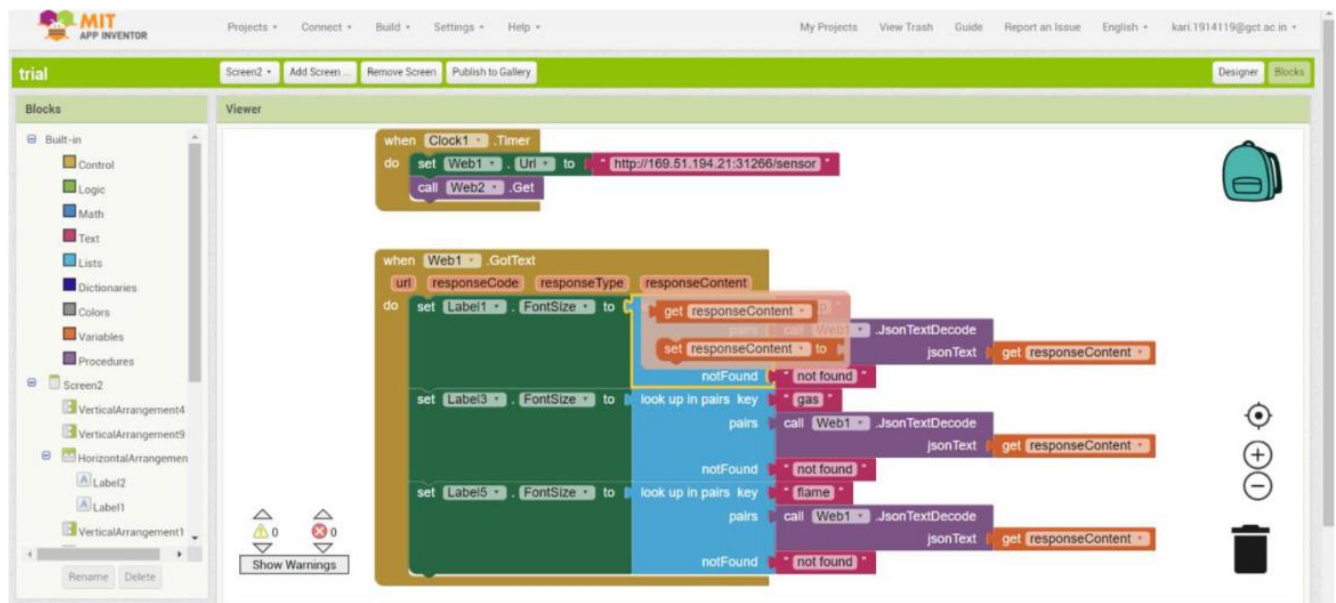 MIT
APP INVENTOR
Projects Connect Build Settings Help My Projects View Trash Guide Report an Issue English kari.1914119@gct.ac.in
trial Screen2 Add Screen ... Remove Screen Publish to Gallery Designer Blocks
Blocks Viewer
Built-in
Control
Logic
Math
Text
Lists
Dictionaries
Colors
Variables
Procedures
Screen2
VerticalArrangement4
VerticalArrangement9
HorizontalArrangemen
Label2
Label1
VerticalArrangement1
Rename Delete
when Clock1 .Timer
do set Web1 . Url to " http://169.51.194.21:31266/sensor "
call Web2 .Get
when Web1 .GotText
url responseCode responseType responseContent
do set Label1 . FontSize to
get responseContent
pairs call Web1 .JsonTextDecode
set responseContent to
jsonText get responseContent
notFound " not found "
set Label3 . FontSize to look up in pairs key " gas "
pairs call Web1 .JsonTextDecode
jsonText get responseContent
notFound " not found "
set Label5 . FontSize to look up in pairs key " flame "
pairs call Web1 .JsonTextDecode
jsonText get responseContent
notFound " not found "
0 0
Show Warnings